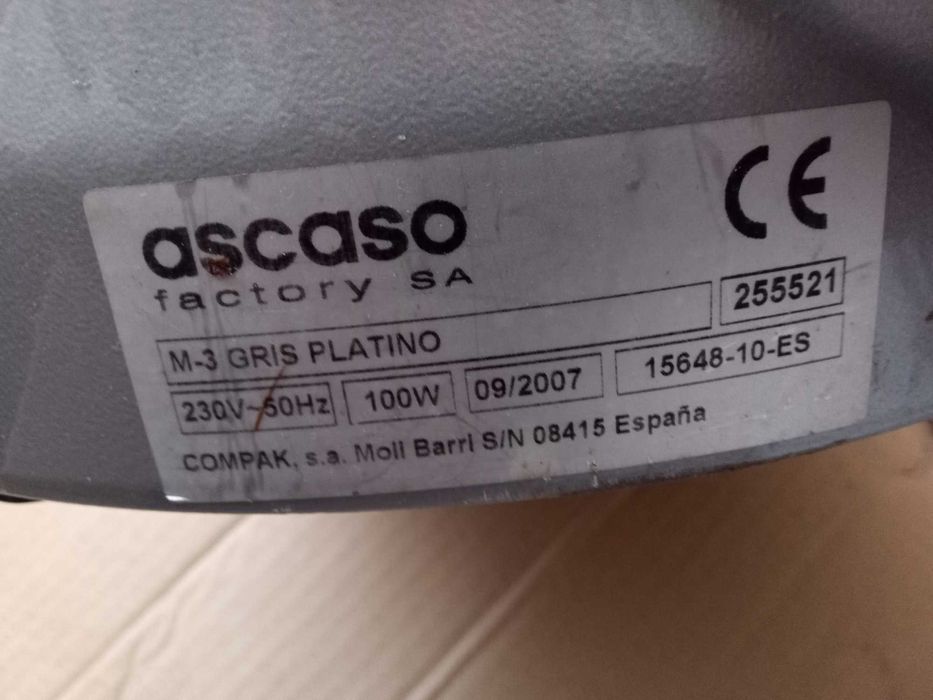 CE
ascaso
factory SA
255521
M-3 GRIS PLATINO
230V~50Hz 100W 09/2007 15648-10-ES
COMPAK, s.a. Moli Barri S/N 08415 España